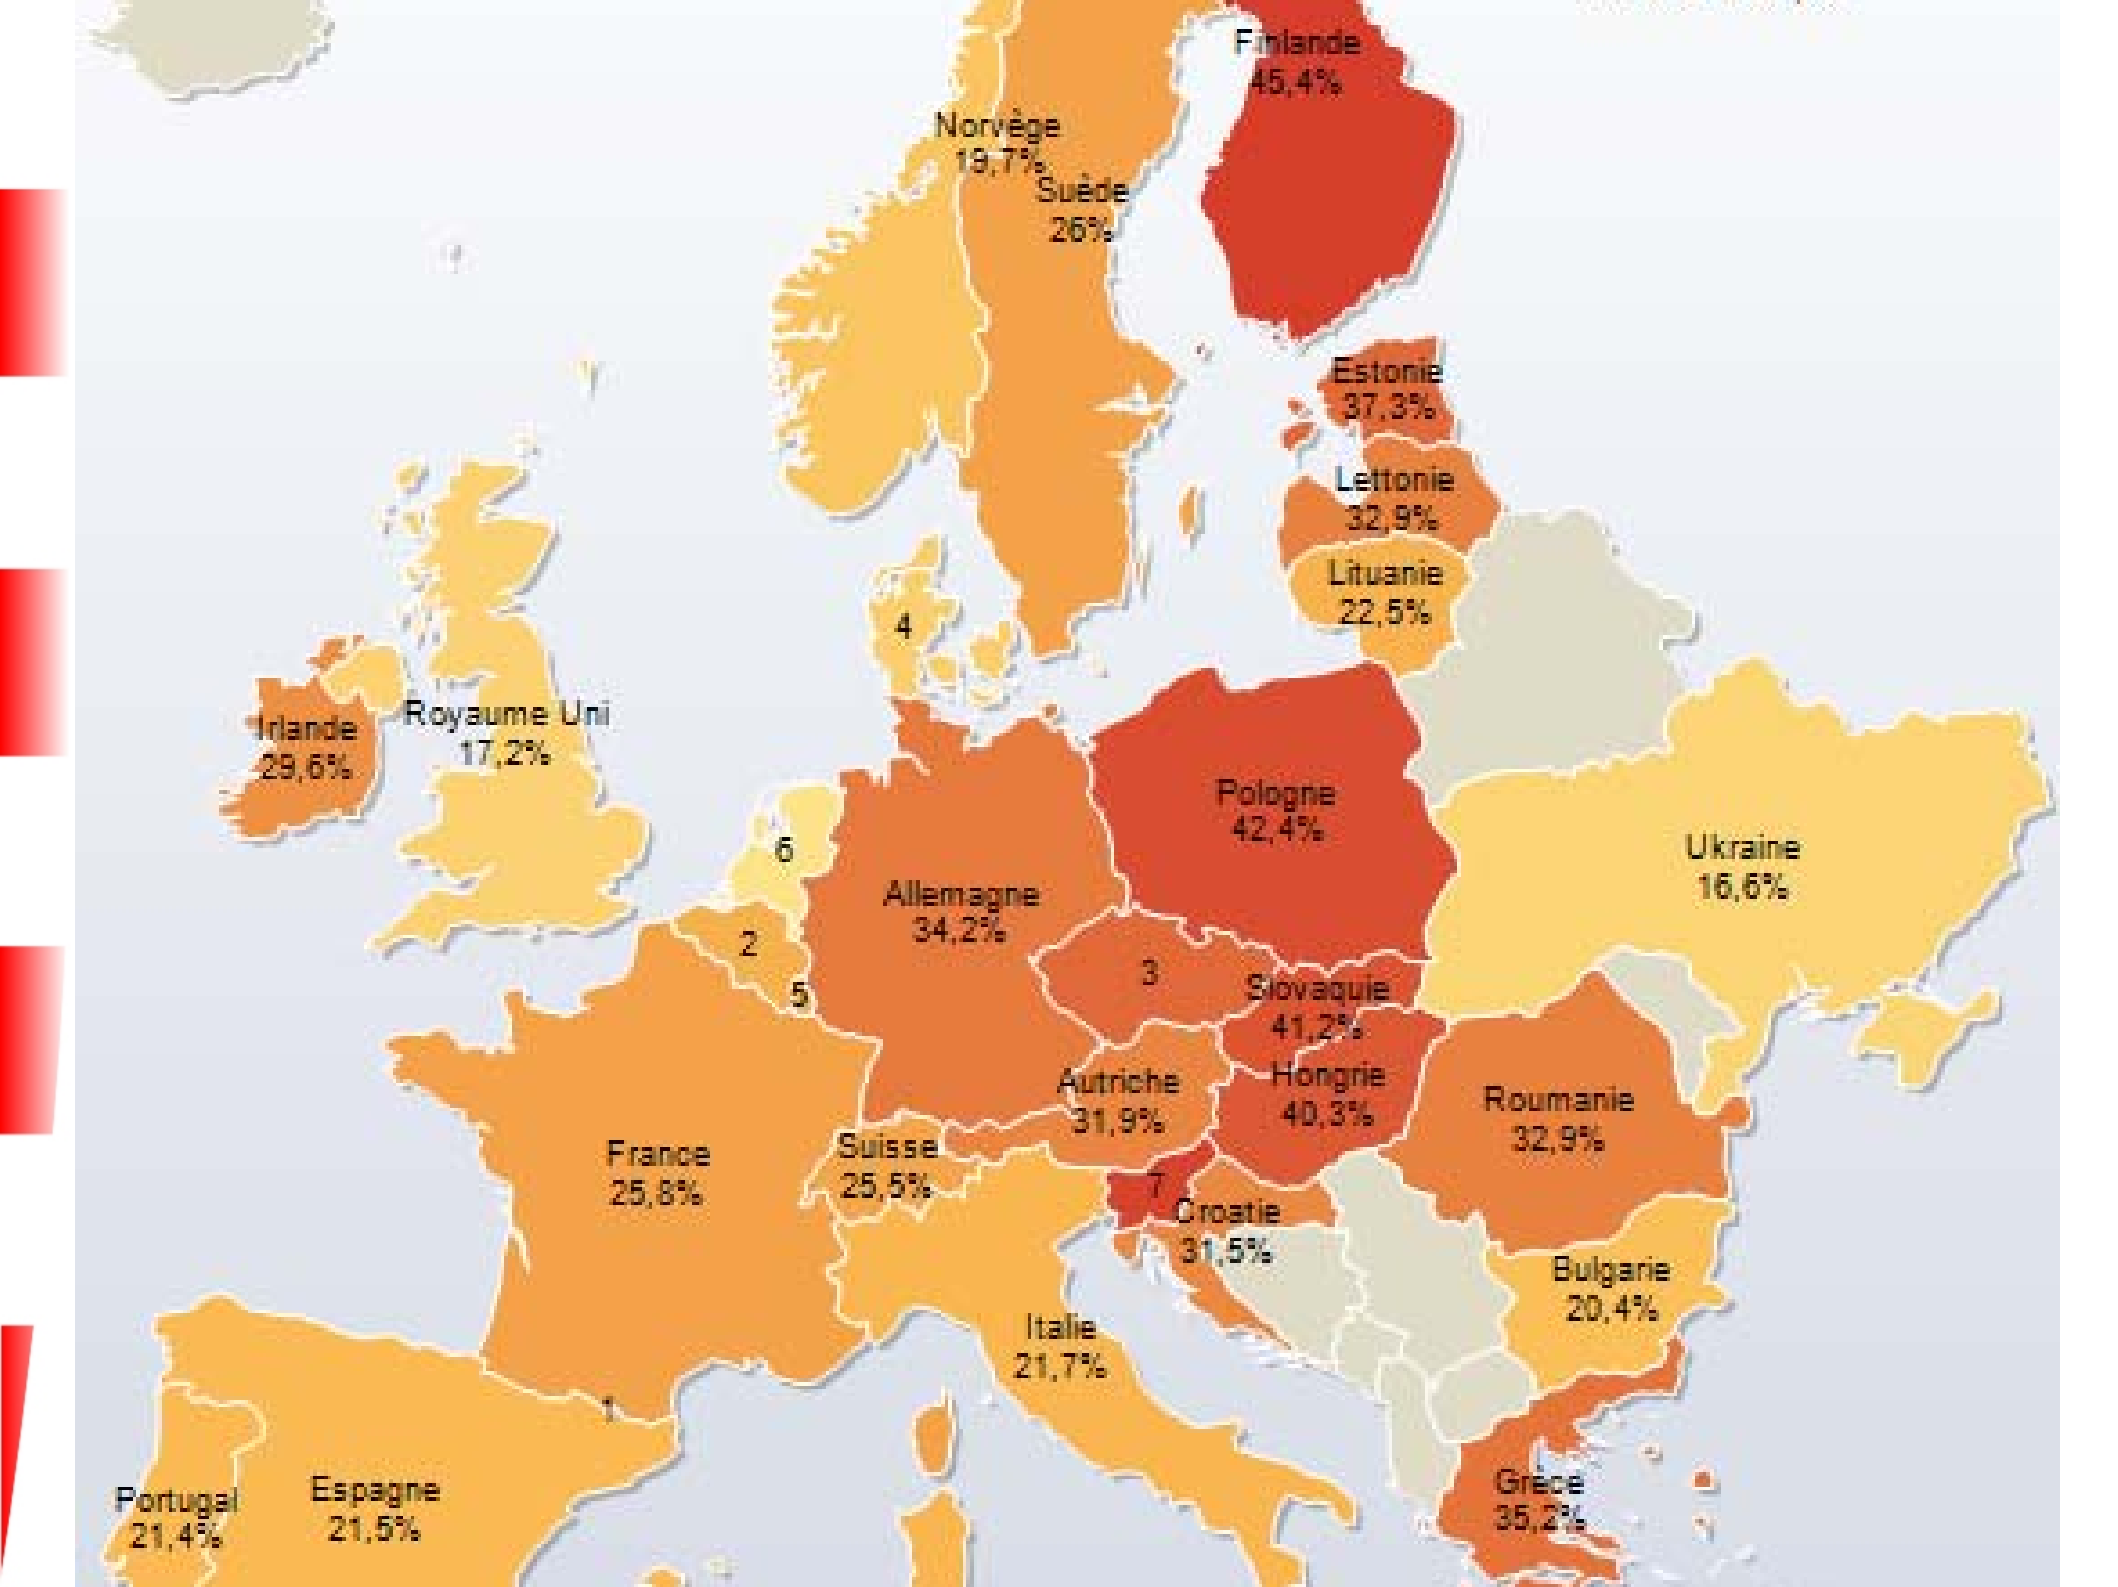 Finlande
45,4%
Norvège
19,7%
Suède
26%
Estonie
37,3%
Lettonie
32,9%
Lituanie
22,5%
4
Irlande
29,6%
Royaume Uni
17,2%
Pologne
42,4%
Ukraine
16,6%
6
Allemagne
34,2%
2
3
5
Slovaquie
41,2%
Hongrie
40,3%
Autriche
31,9%
Roumanie
32,9%
France
25,8%
Suisse
25,5%
7
Croatie
31,5%
Bulgarie
20,4%
Italie
21,7%
1
Grèce
35,2%
Portugal
21,4%
Espagne
21,5%